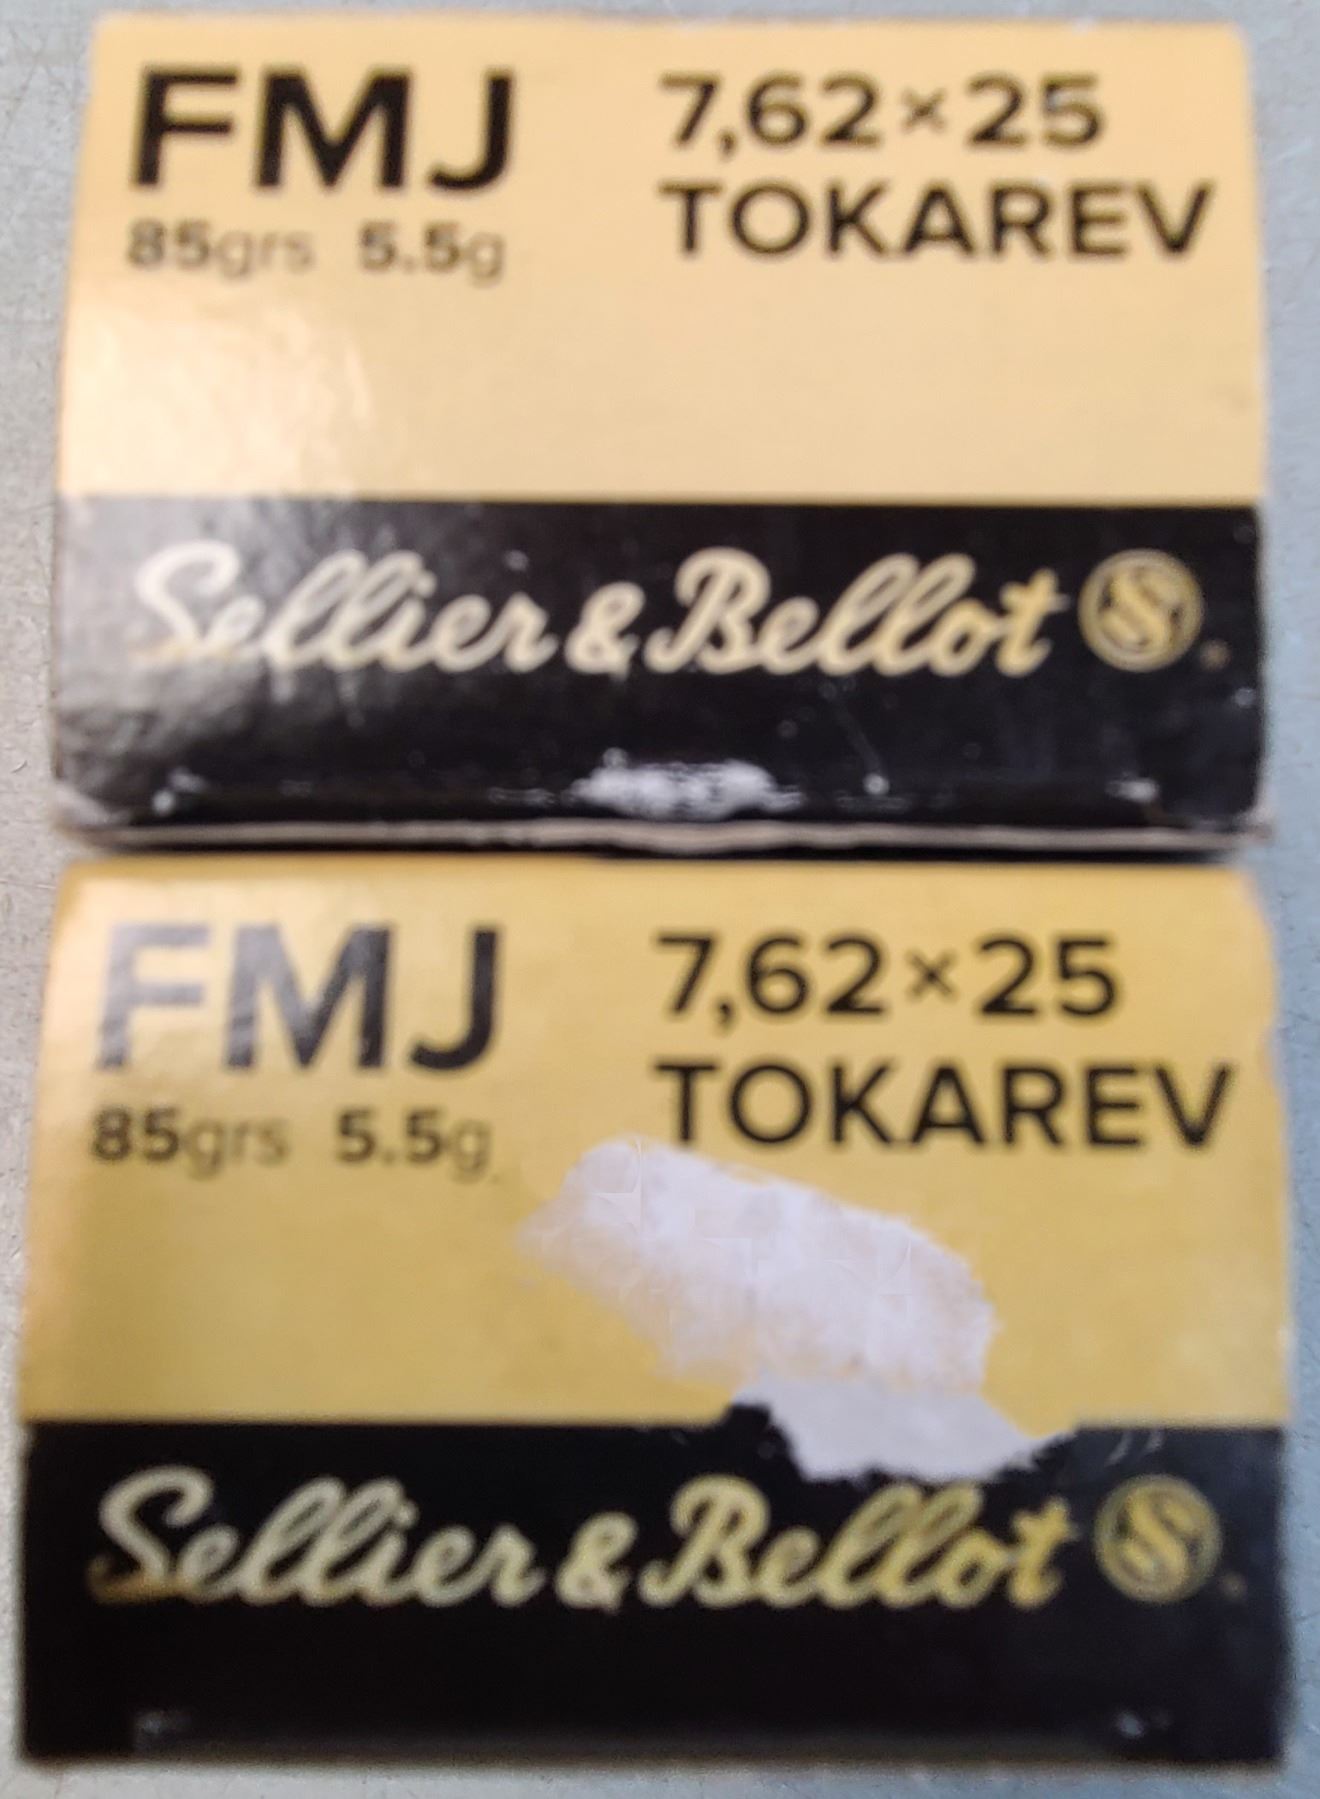 FMJ
85grs 5.5g
7,62×25
TOKAREV
Sellier & Bellot
FMJ
85grs 5.5g
7,62×25
TOKAREV
Sellier & Bellot